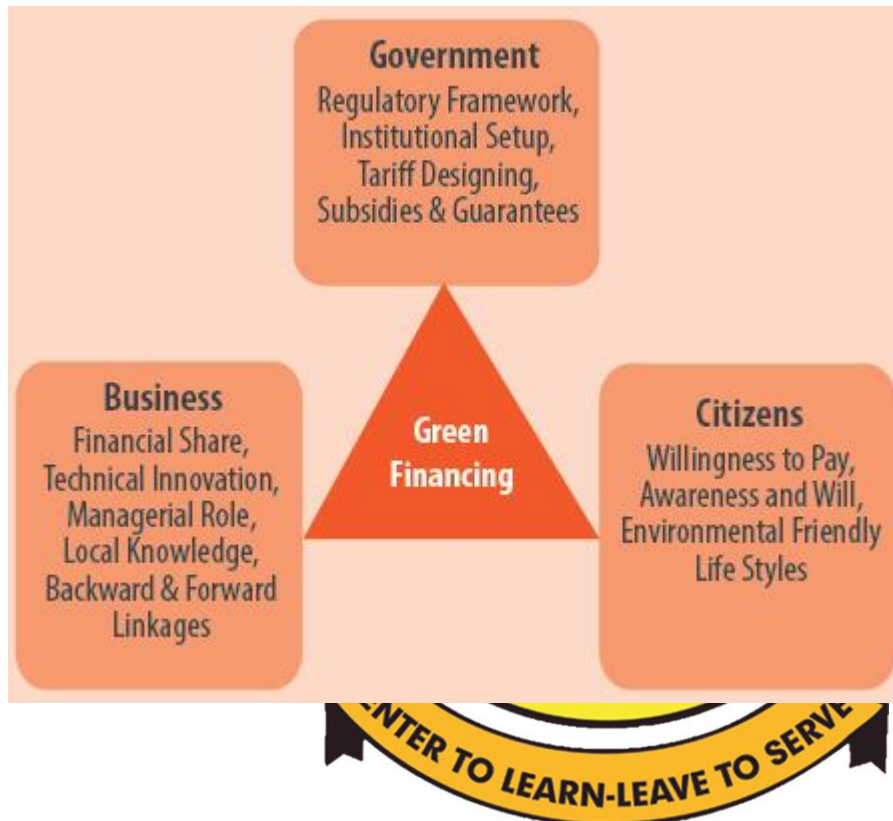 Government
Regulatory Framework,
Institutional Setup,
Tariff Designing,
Subsidies & Guarantees
Business
Financial Share,
Technical Innovation,
Managerial Role,
Local Knowledge,
Backward & Forward
Linkages
Green
Financing
Citizens
Willingness to Pay,
Awareness and Will,
Environmental Friendly
Life Styles
ENTER TO LEARN-LEAVE TO SERVE